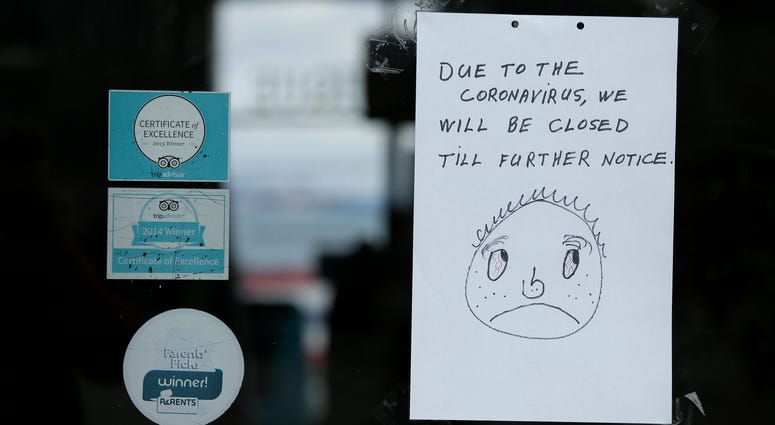 CERTIFICATE of
EXCELLENCE
2015 Winner
tripadvisor
tripadvisor
2014 Winner
Certificate of Excellence
Parents'
Picks
winner!
PARENTS
DUE TO THE
CORONAVIRUS, WE
WILL BE CLOSED
TILL FURTHER NOTICE.